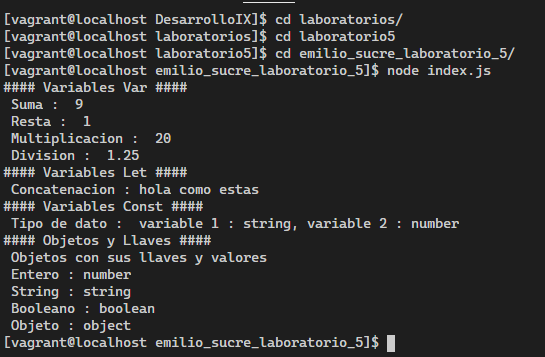 [vagrant@localhost DesarrolloIX]$ cd laboratorios/
[vagrant@localhost laboratorios]$ cd laboratorio5
[vagrant@localhost laboratorio5]$ cd emilio_sucre_laboratorio_5/
[vagrant@localhost emilio_sucre_laboratorio_5]$ node index.js
#### Variables Var ####
 Suma :  9
 Resta :  1
 Multiplicacion :  20
 Division :  1.25
#### Variables Let ####
 Concatenacion : hola como estas
#### Variables Const ####
 Tipo de dato :  variable 1 : string, variable 2 : number
#### Objetos y Llaves ####
 Objetos con sus llaves y valores
 Entero : number
 String : string
 Booleano : boolean
 Objeto : object
[vagrant@localhost emilio_sucre_laboratorio_5]$